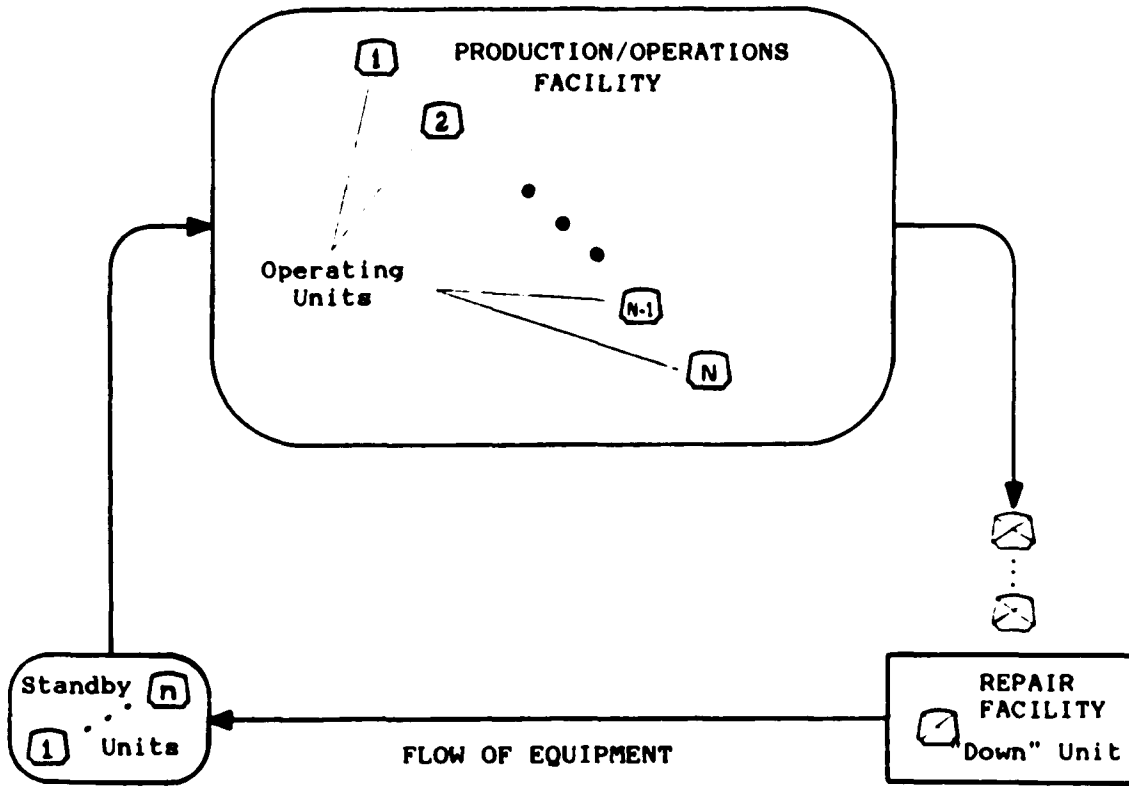 PRODUCTION/OPERATIONS
FACILITY
1
2
Operating
Units
N-1
N
Standby n
1 Units
FLOW OF EQUIPMENT
REPAIR
FACILITY
"Down" Unit